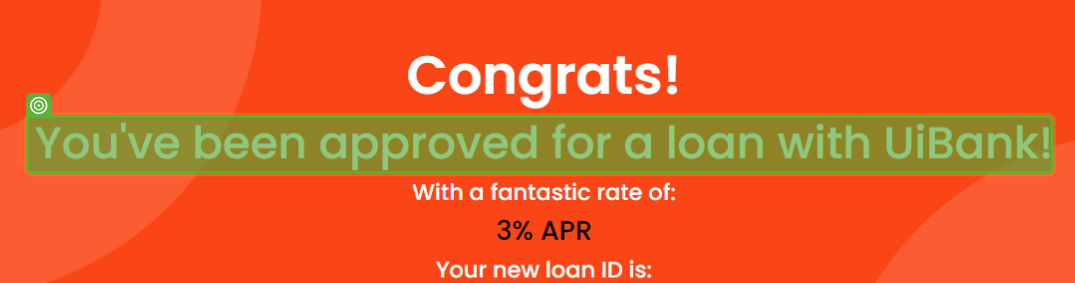 Congrats!
You've been approved for a loan with UiBank!
With a fantastic rate of:
3% APR
Your new loan ID is: